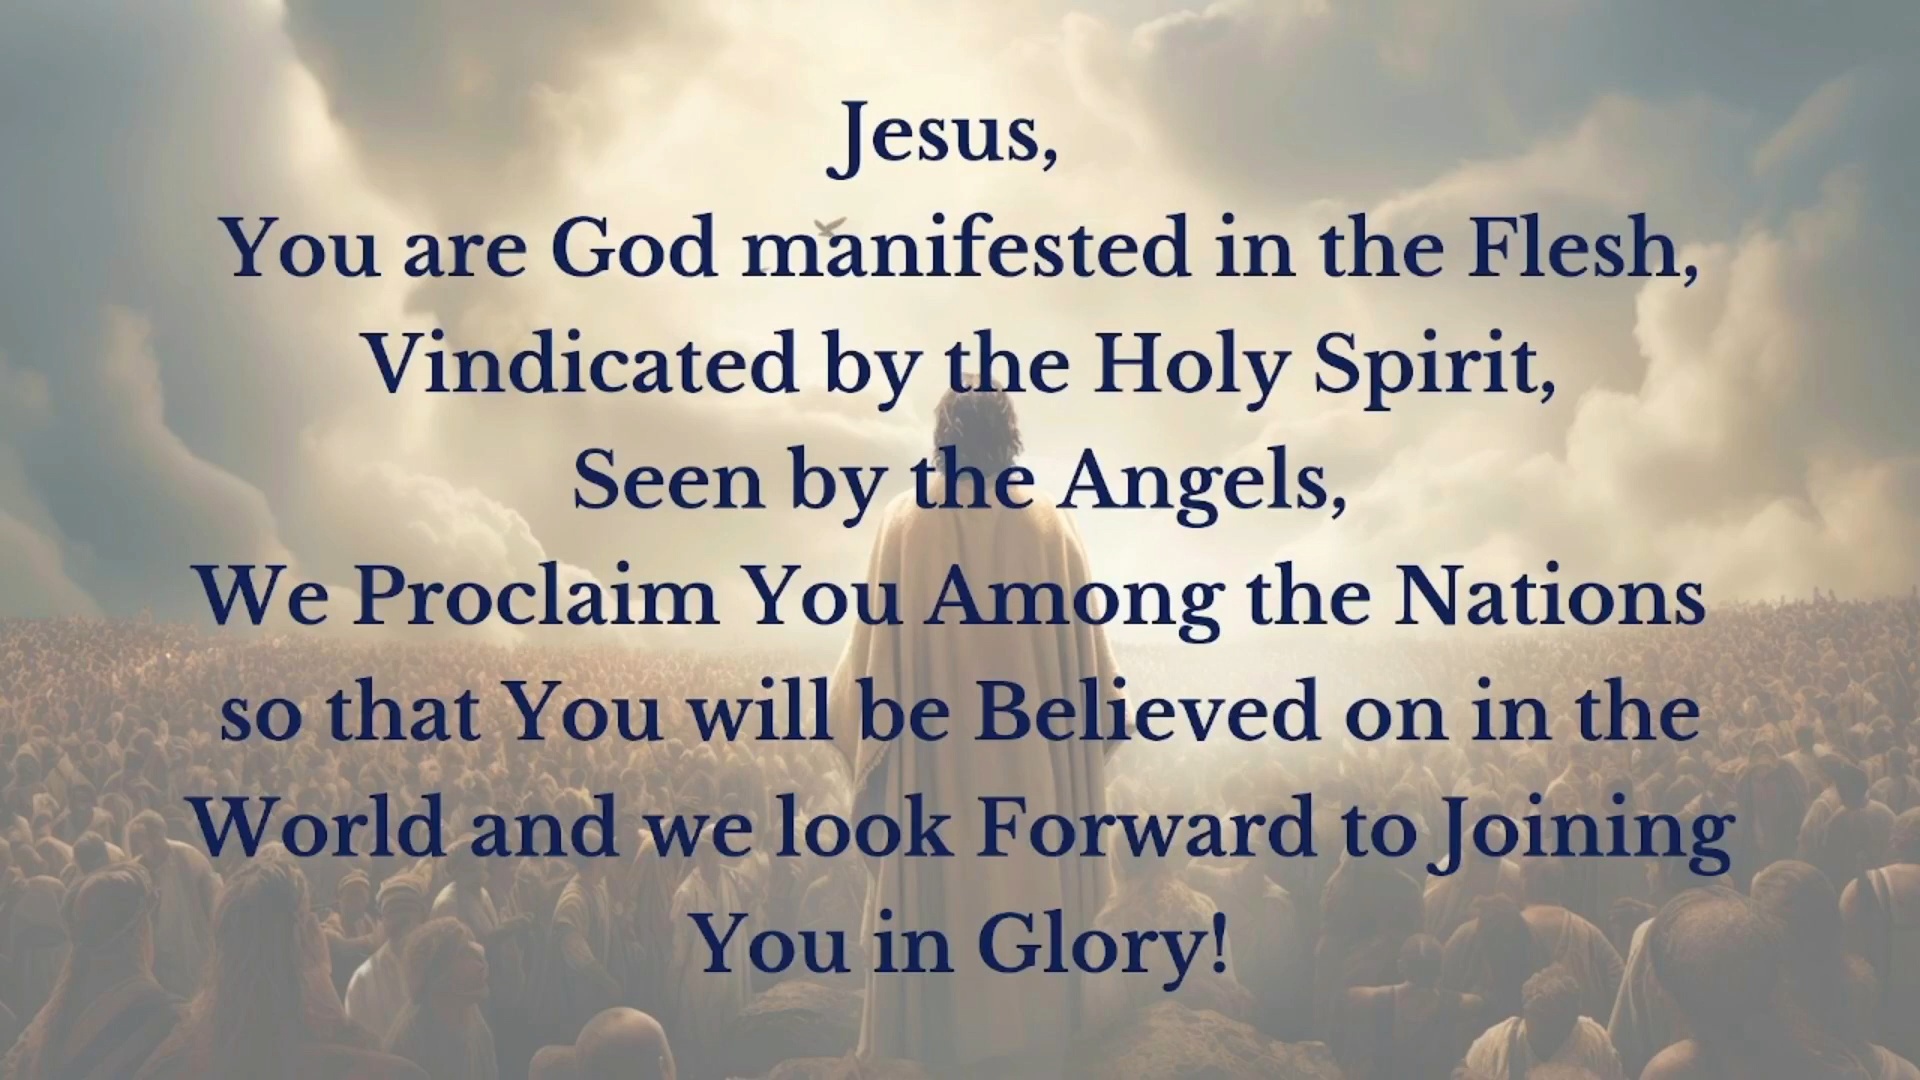 Jesus,
You are God manifested in the Flesh,
Vindicated by the Holy Spirit,
Seen by the Angels,
We Proclaim You Among the Nations
so that You will be Believed on in the
World and we look Forward to Joining
You in Glory!